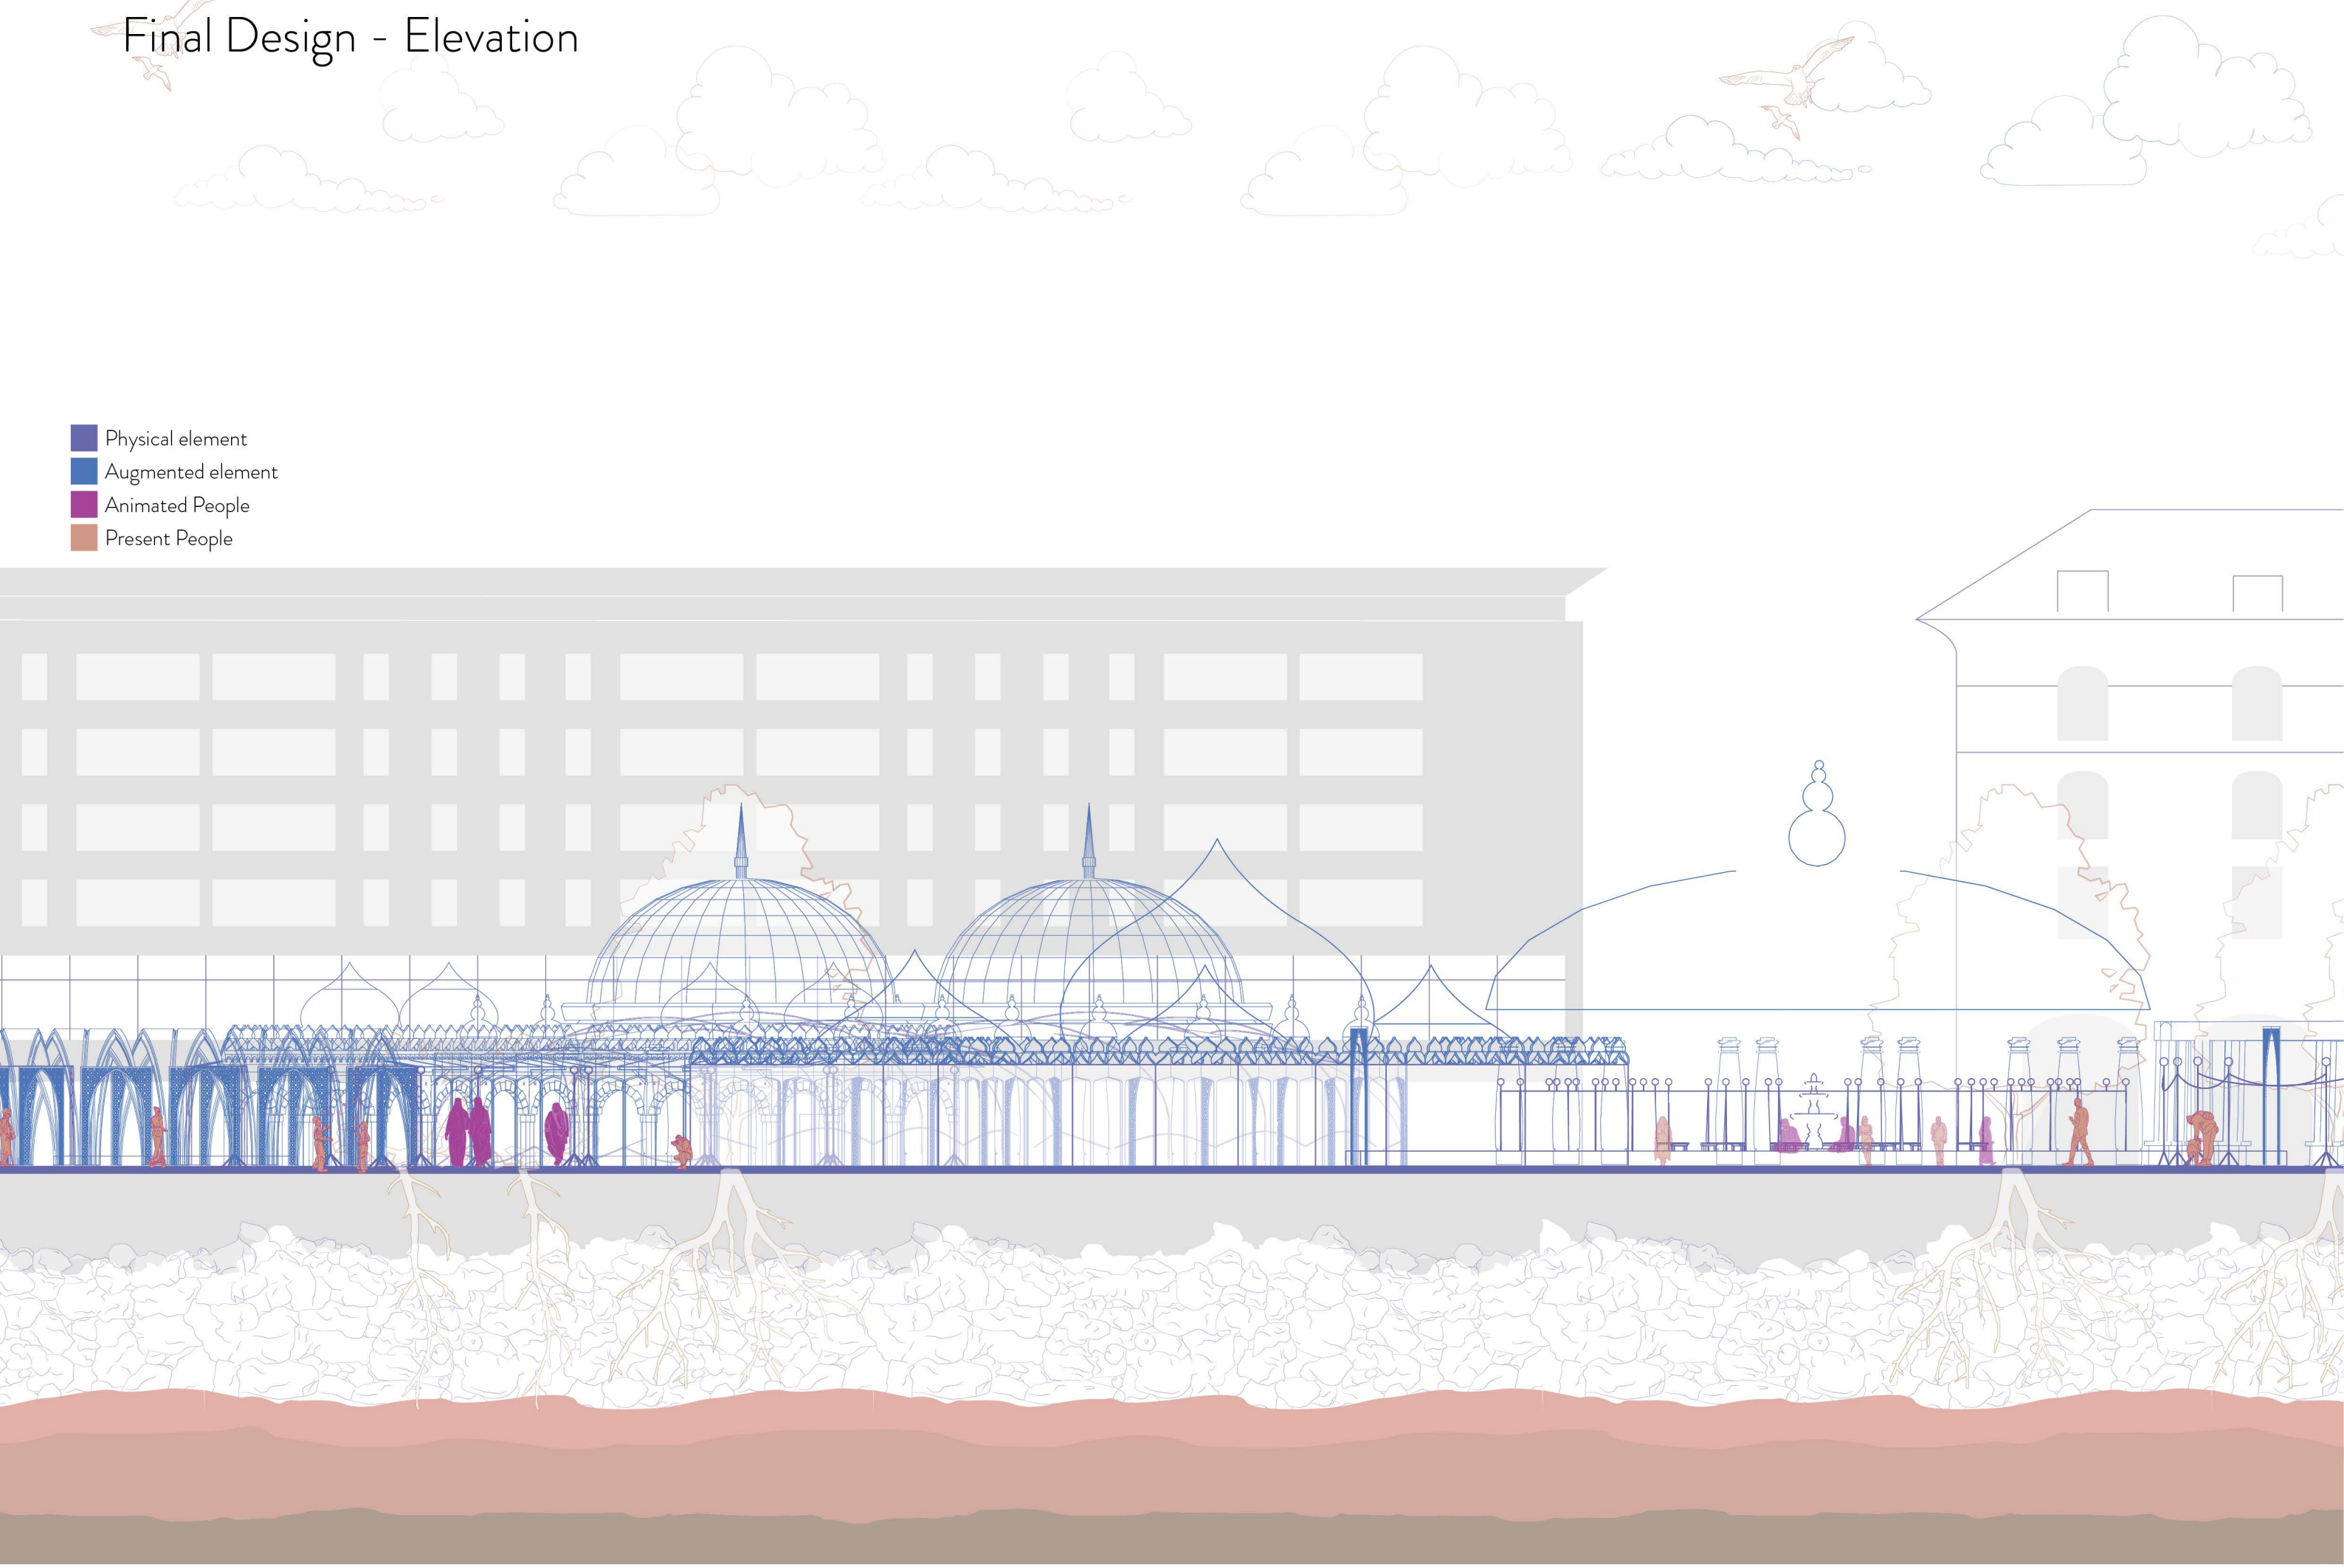 Final Design - Elevation
Physical element
Augmented element
Animated People
Present People